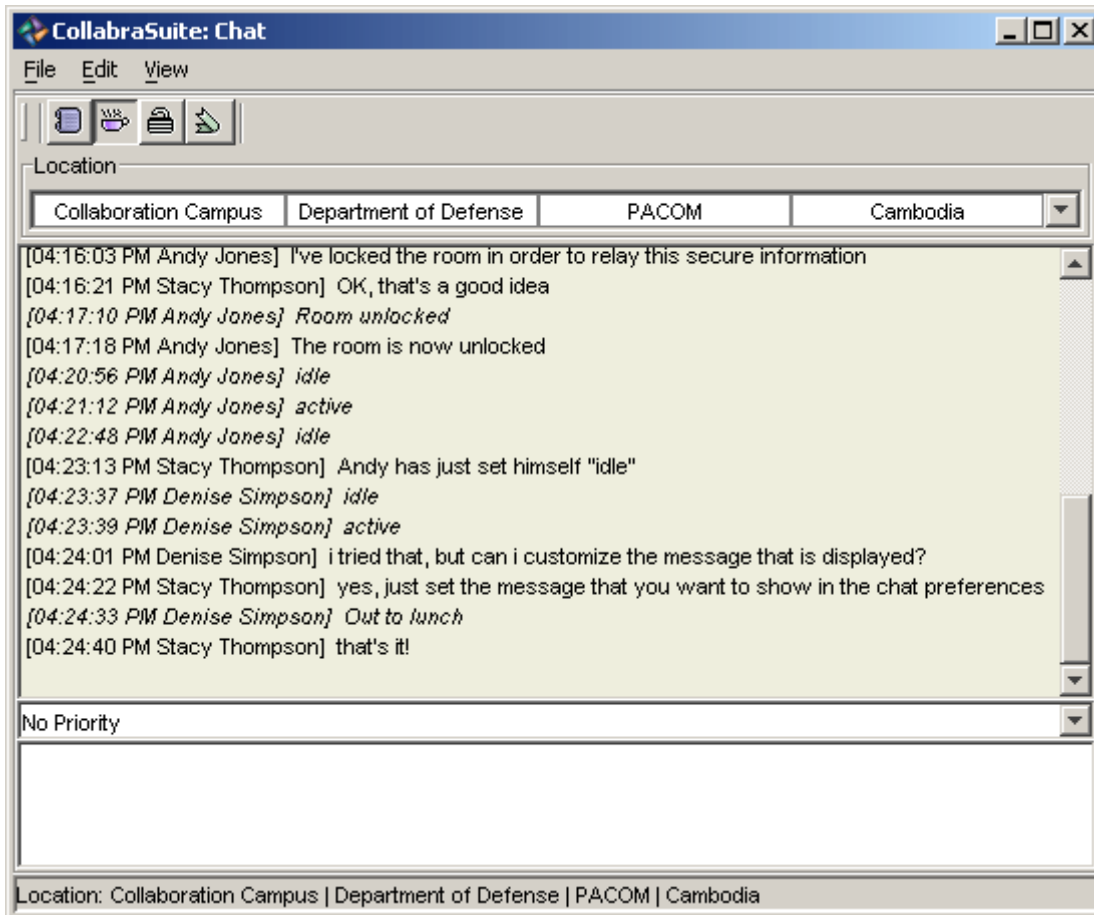 CollabraSuite: Chat
File Edit View
Location
Collaboration Campus Department of Defense PACOM Cambodia
[04:16:03 PM Andy Jones] I've locked the room in order to relay this secure information
[04:16:21 PM Stacy Thompson] OK, that's a good idea
[04:17:10 PM Andy Jones] Room unlocked
[04:17:18 PM Andy Jones] The room is now unlocked
[04:20:56 PM Andy Jones] idle
[04:21:12 PM Andy Jones] active
[04:22:48 PM Andy Jones] idle
[04:23:13 PM Stacy Thompson] Andy has just set himself "idle"
[04:23:37 PM Denise Simpson] idle
[04:23:39 PM Denise Simpson] active
[04:24:01 PM Denise Simpson] i tried that, but can i customize the message that is displayed?
[04:24:22 PM Stacy Thompson] yes, just set the message that you want to show in the chat preferences
[04:24:33 PM Denise Simpson] Out to lunch
[04:24:40 PM Stacy Thompson] that's it!
No Priority
Location: Collaboration Campus | Department of Defense | PACOM | Cambodia